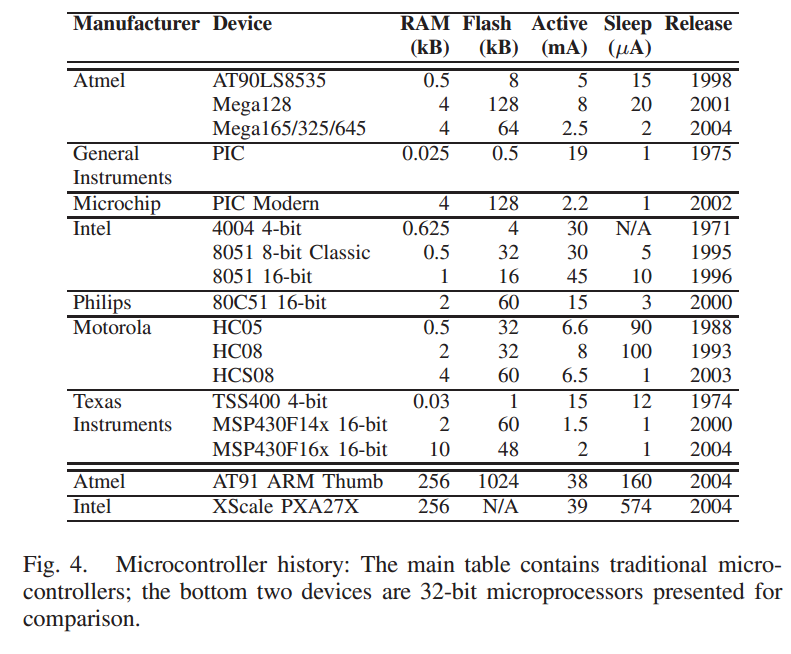 Manufacturer Device RAM Flash Active Sleep Release
(kB) (kB) (mA) (μA)
Atmel AT90LS8535 0.5 8 5 15 1998
Mega128 4 128 8 20 2001
Mega165/325/645 4 64 2.5 2 2004
General PIC 0.025 0.5 19 1 1975
Instruments
Microchip PIC Modern 4 128 2.2 1 2002
Intel 4004 4-bit 0.625 4 30 N/A 1971
8051 8-bit Classic 0.5 32 30 5 1995
8051 16-bit 1 16 45 10 1996
Philips 80C51 16-bit 2 60 15 3 2000
Motorola HC05 0.5 32 6.6 90 1988
HC08 2 32 8 100 1993
HCS08 4 60 6.5 1 2003
Texas TSS400 4-bit 0.03 1 15 12 1974
Instruments MSP430F14x 16-bit 2 60 1.5 1 2000
MSP430F16x 16-bit 10 48 2 1 2004
Atmel AT91 ARM Thumb 256 1024 38 160 2004
Intel XScale PXA27X 256 N/A 39 574 2004
Fig. 4. Microcontroller history: The main table contains traditional micro-
controllers; the bottom two devices are 32-bit microprocessors presented for
comparison.